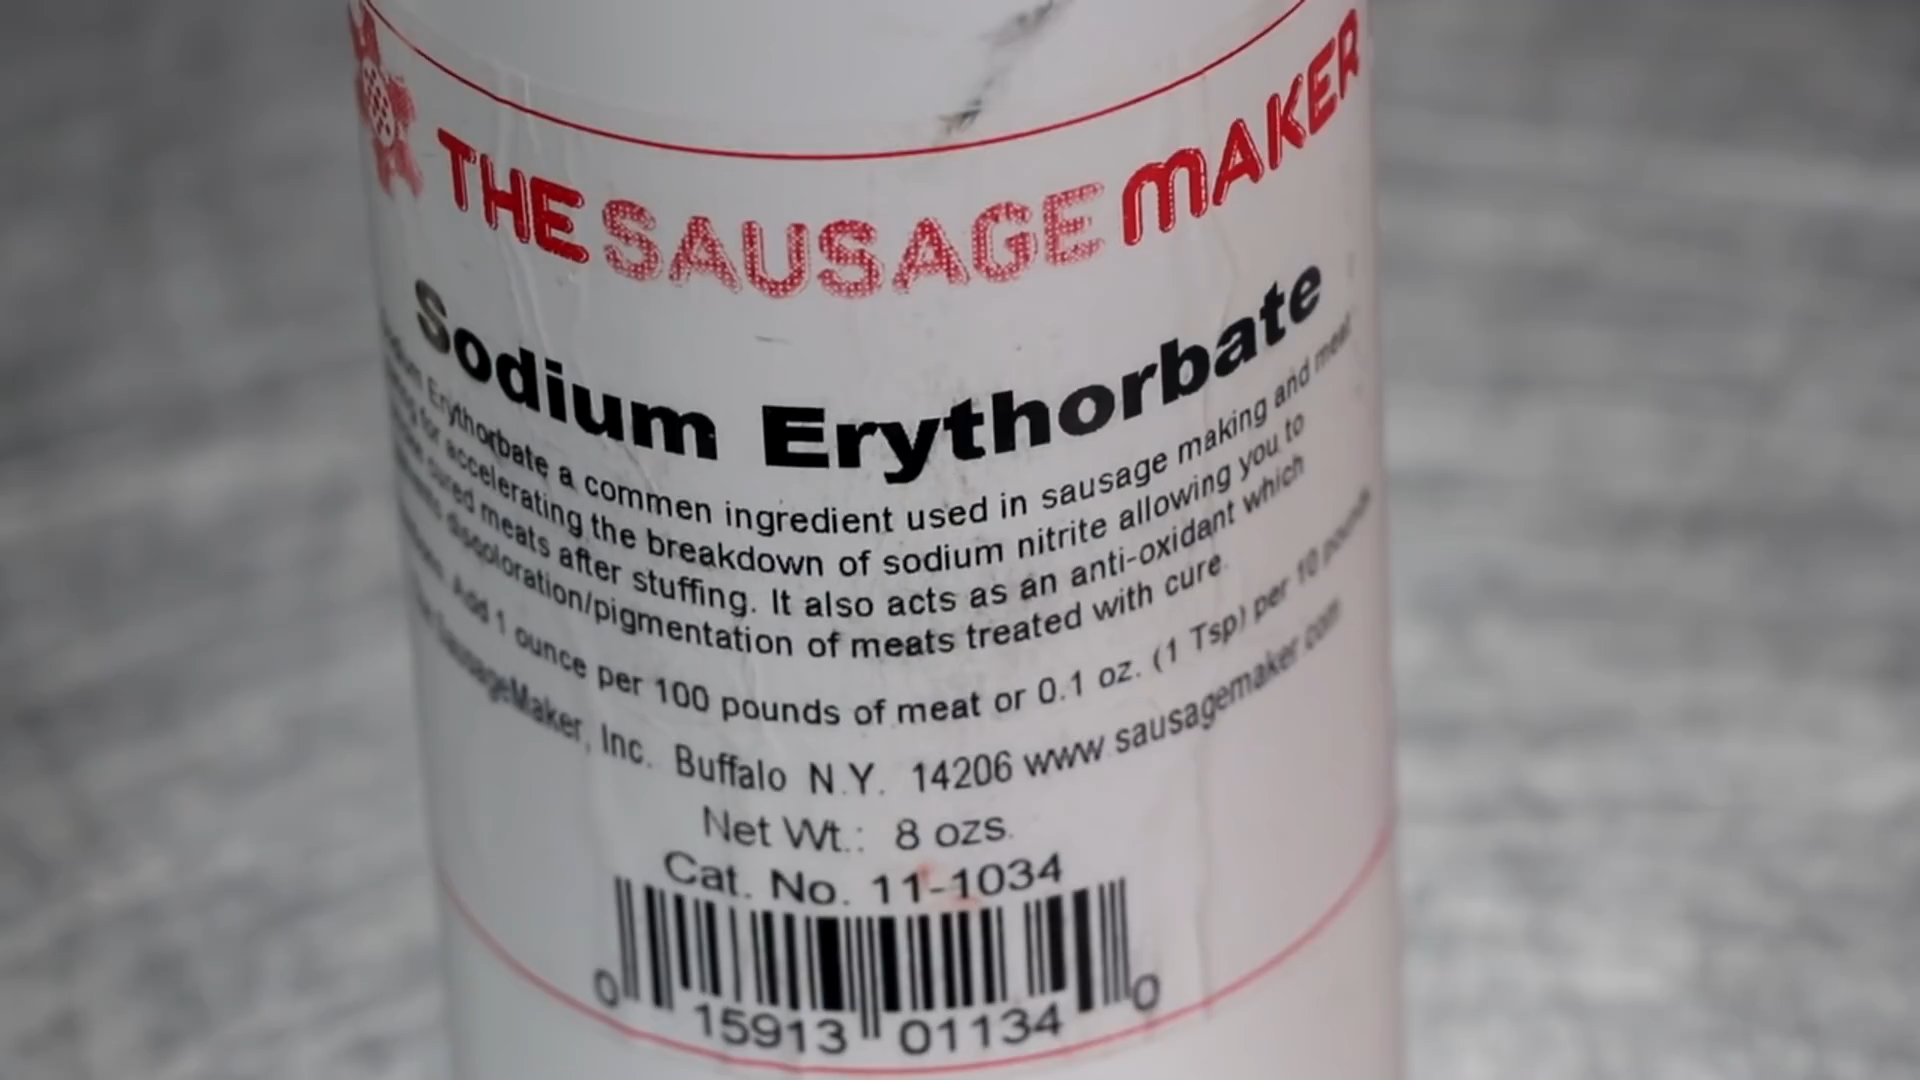 THE SAUSAGE MAKER
Sodium Erythorbate
Erythorbate a commen ingredient used in sausage making and meat
for accelerating the breakdown of sodium nitrite allowing you to
cured meats after stuffing. It also acts as an anti-oxidant which
discoloration/pigmentation of meats treated with cure.
Add 1 ounce per 100 pounds of meat or 0.1 oz. (1 Tsp) per 10 pounds
SausageMaker, Inc. Buffalo N.Y. 14206 www.sausagemaker.com
Net Wt.: 8 ozs.
Cat. No. 11-1034
0 15913 01134 0